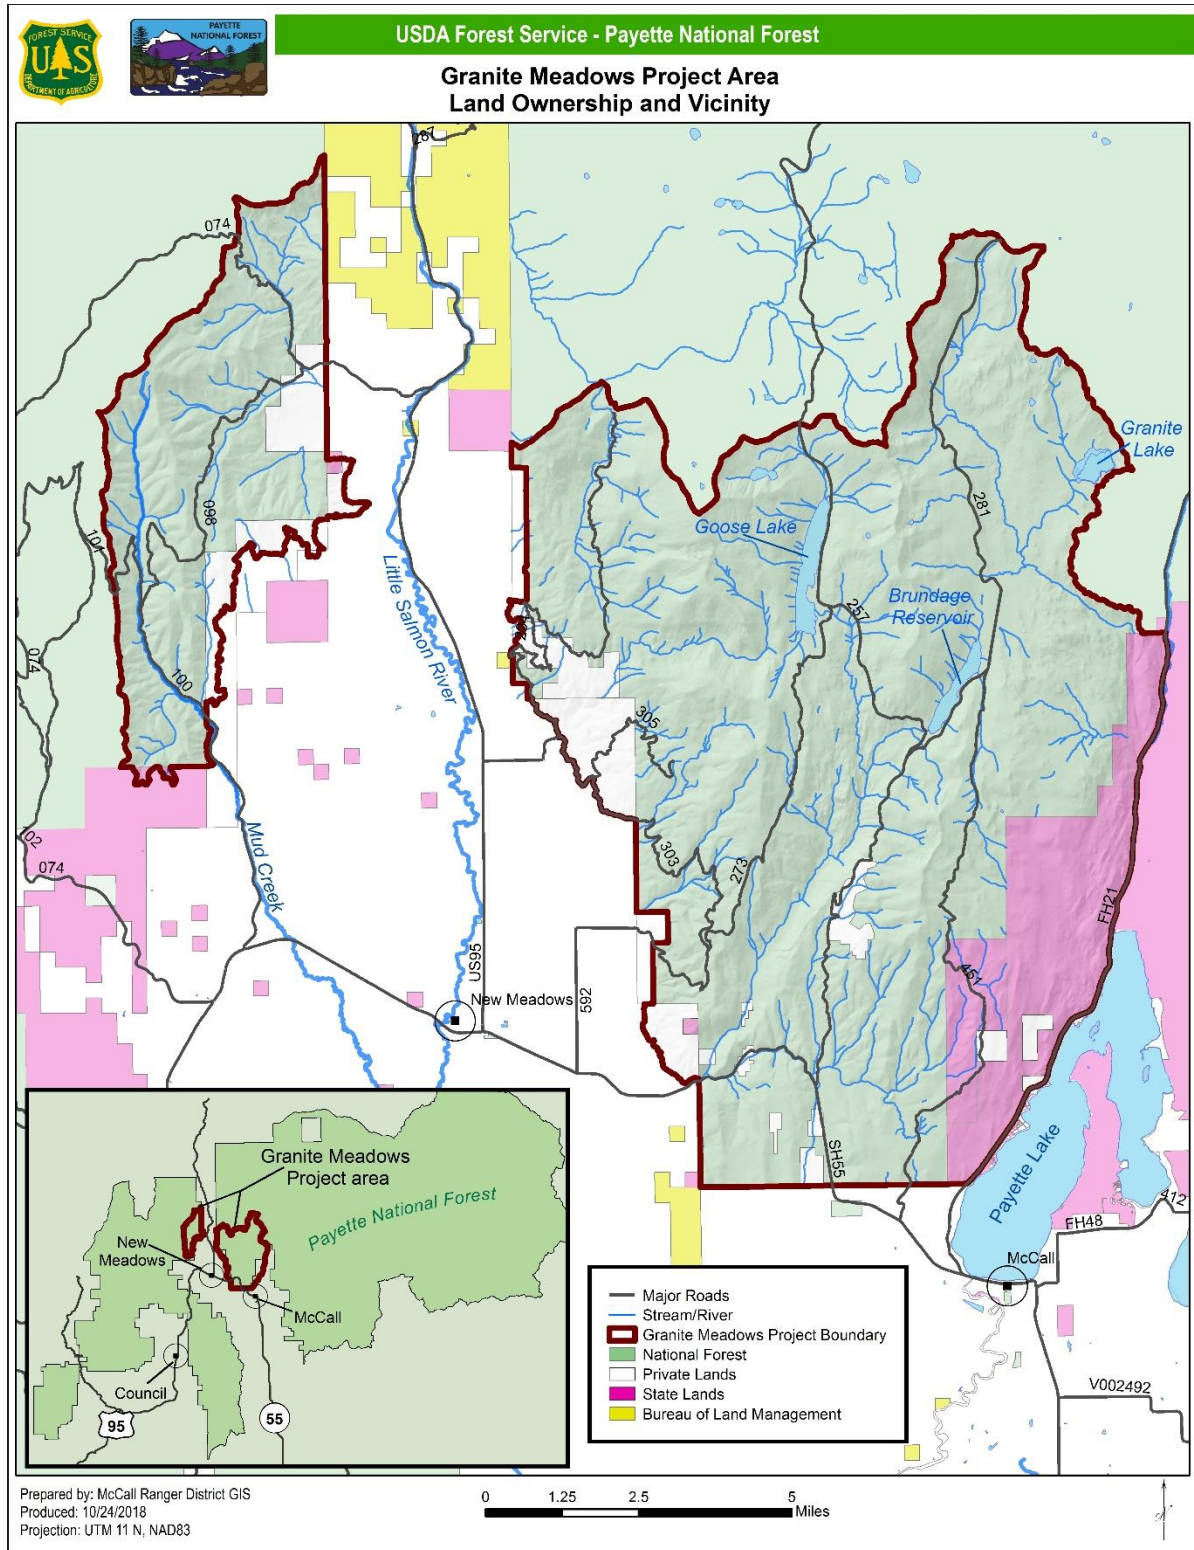 FOREST SERVICE
US
DEPARTMENT OF AGRICULTURE
PAYETTE
NATIONAL FOREST
USDA Forest Service - Payette National Forest
Granite Meadows Project Area
Land Ownership and Vicinity
287
074
Granite
Lake
281
098
101
Goose Lake
Little Salmon River
257
Brundage
Reservoir
074
100
305
102
074
Mud Creek
303
273
FH21
US95
451
New Meadows
592
SH55
Payette Lake
412
FH48
McCall
V002492
Granite Meadows
Project area
Payette National Forest
New
Meadows
McCall
Council
95
55
Major Roads
Stream/River
Granite Meadows Project Boundary
National Forest
Private Lands
State Lands
Bureau of Land Management
Prepared by: McCall Ranger District GIS
Produced: 10/24/2018
Projection: UTM 11 N, NAD83
0 1.25 2.5 5
Miles
N